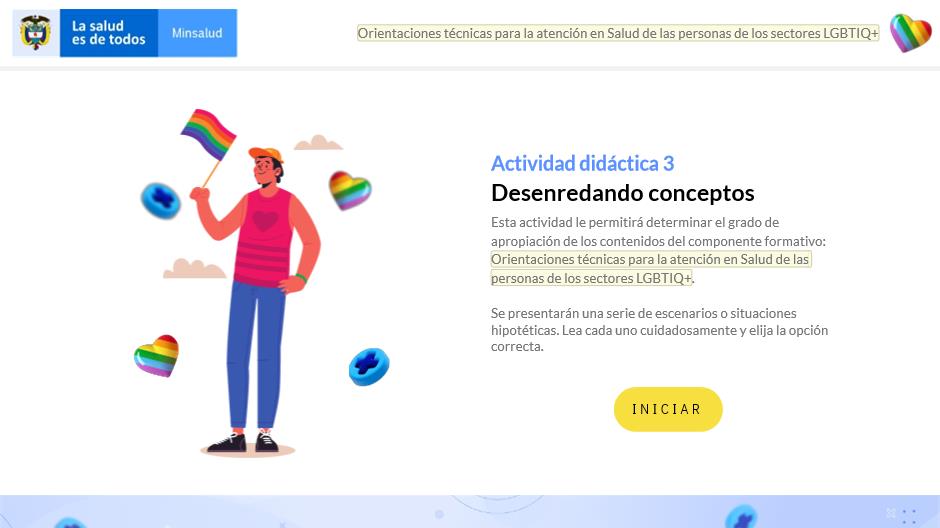 La salud
es de todos
Minsalud
Orientaciones técnicas para la atención en Salud de las personas de los sectores LGBTIQ+
Actividad didáctica 3
Desenredando conceptos
Esta actividad le permitirá determinar el grado de
apropiación de los contenidos del componente formativo:
Orientaciones técnicas para la atención en Salud de las
personas de los sectores LGBTIQ+.
Se presentarán una serie de escenarios o situaciones
hipotéticas. Lea cada uno cuidadosamente y elija la opción
correcta.
INICIAR